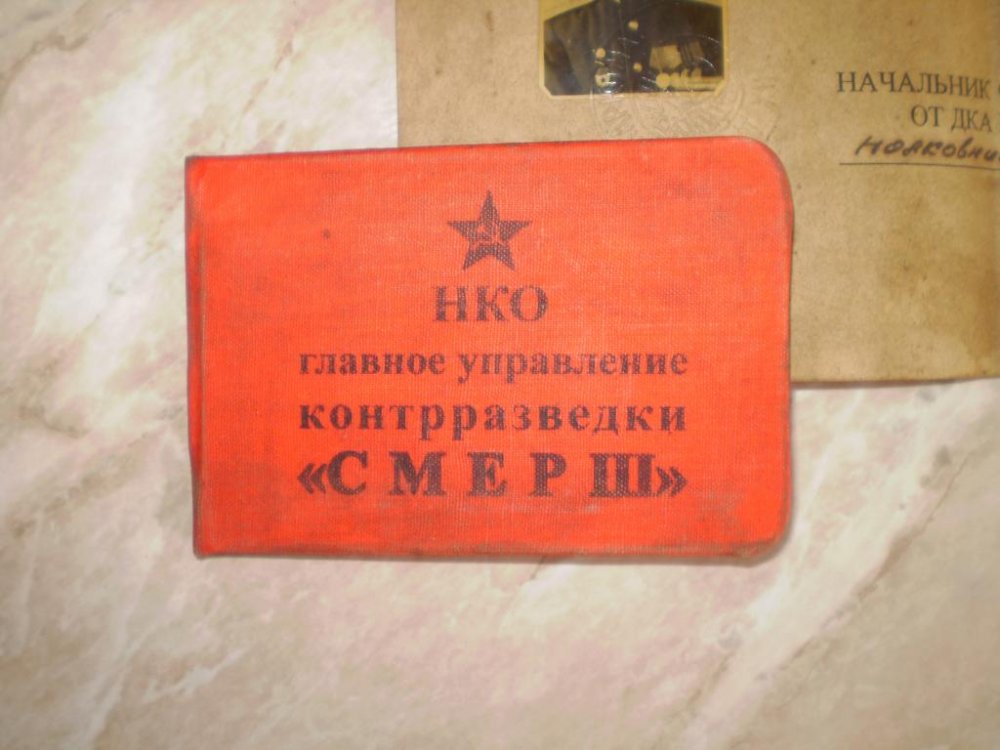 НАЧАЛЬНИК
ОТ ДКА
НКО
главное управление
контрразведки
«СМЕРШ»